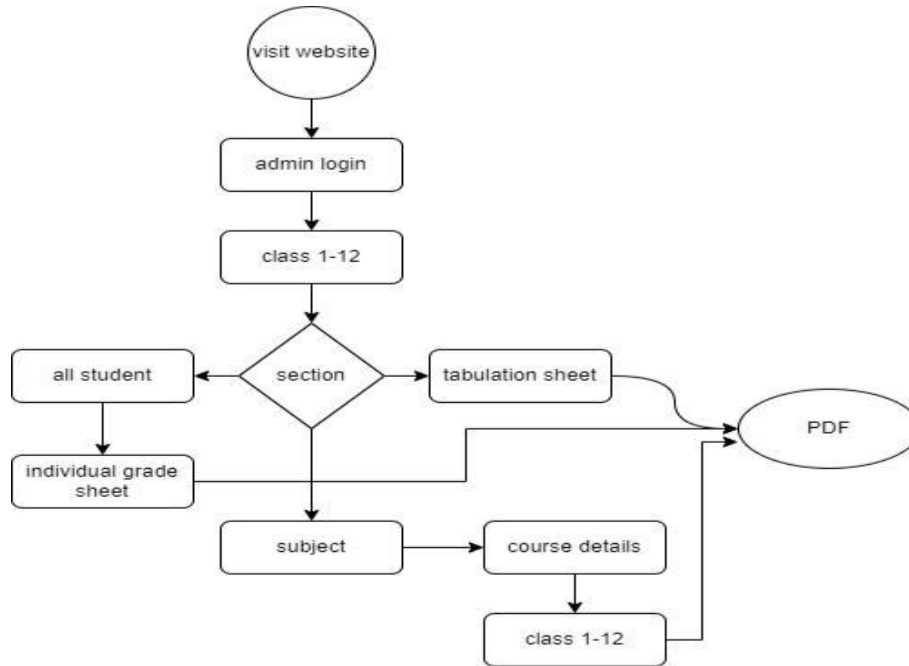 visit website
admin login
class 1-12
all student
section
tabulation sheet
PDF
individual grade
sheet
subject
course details
class 1-12